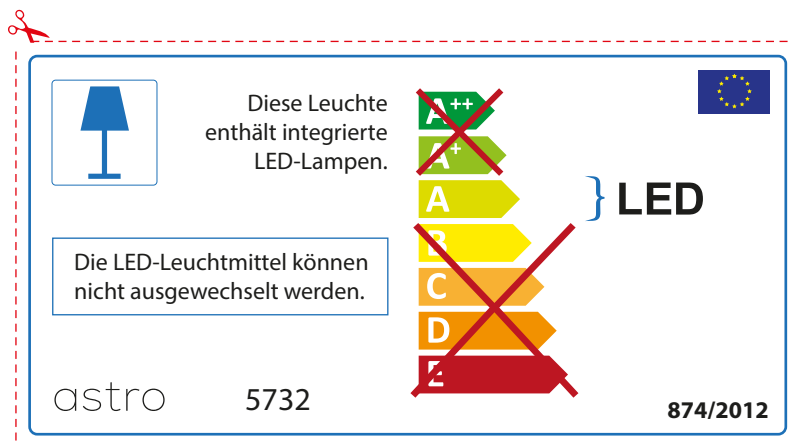 Diese Leuchte
enthält integrierte
LED-Lampen.
A++
A+
A
B
C
D
E
LED
Die LED-Leuchtmittel können
nicht ausgewechselt werden.
astro
5732
874/2012